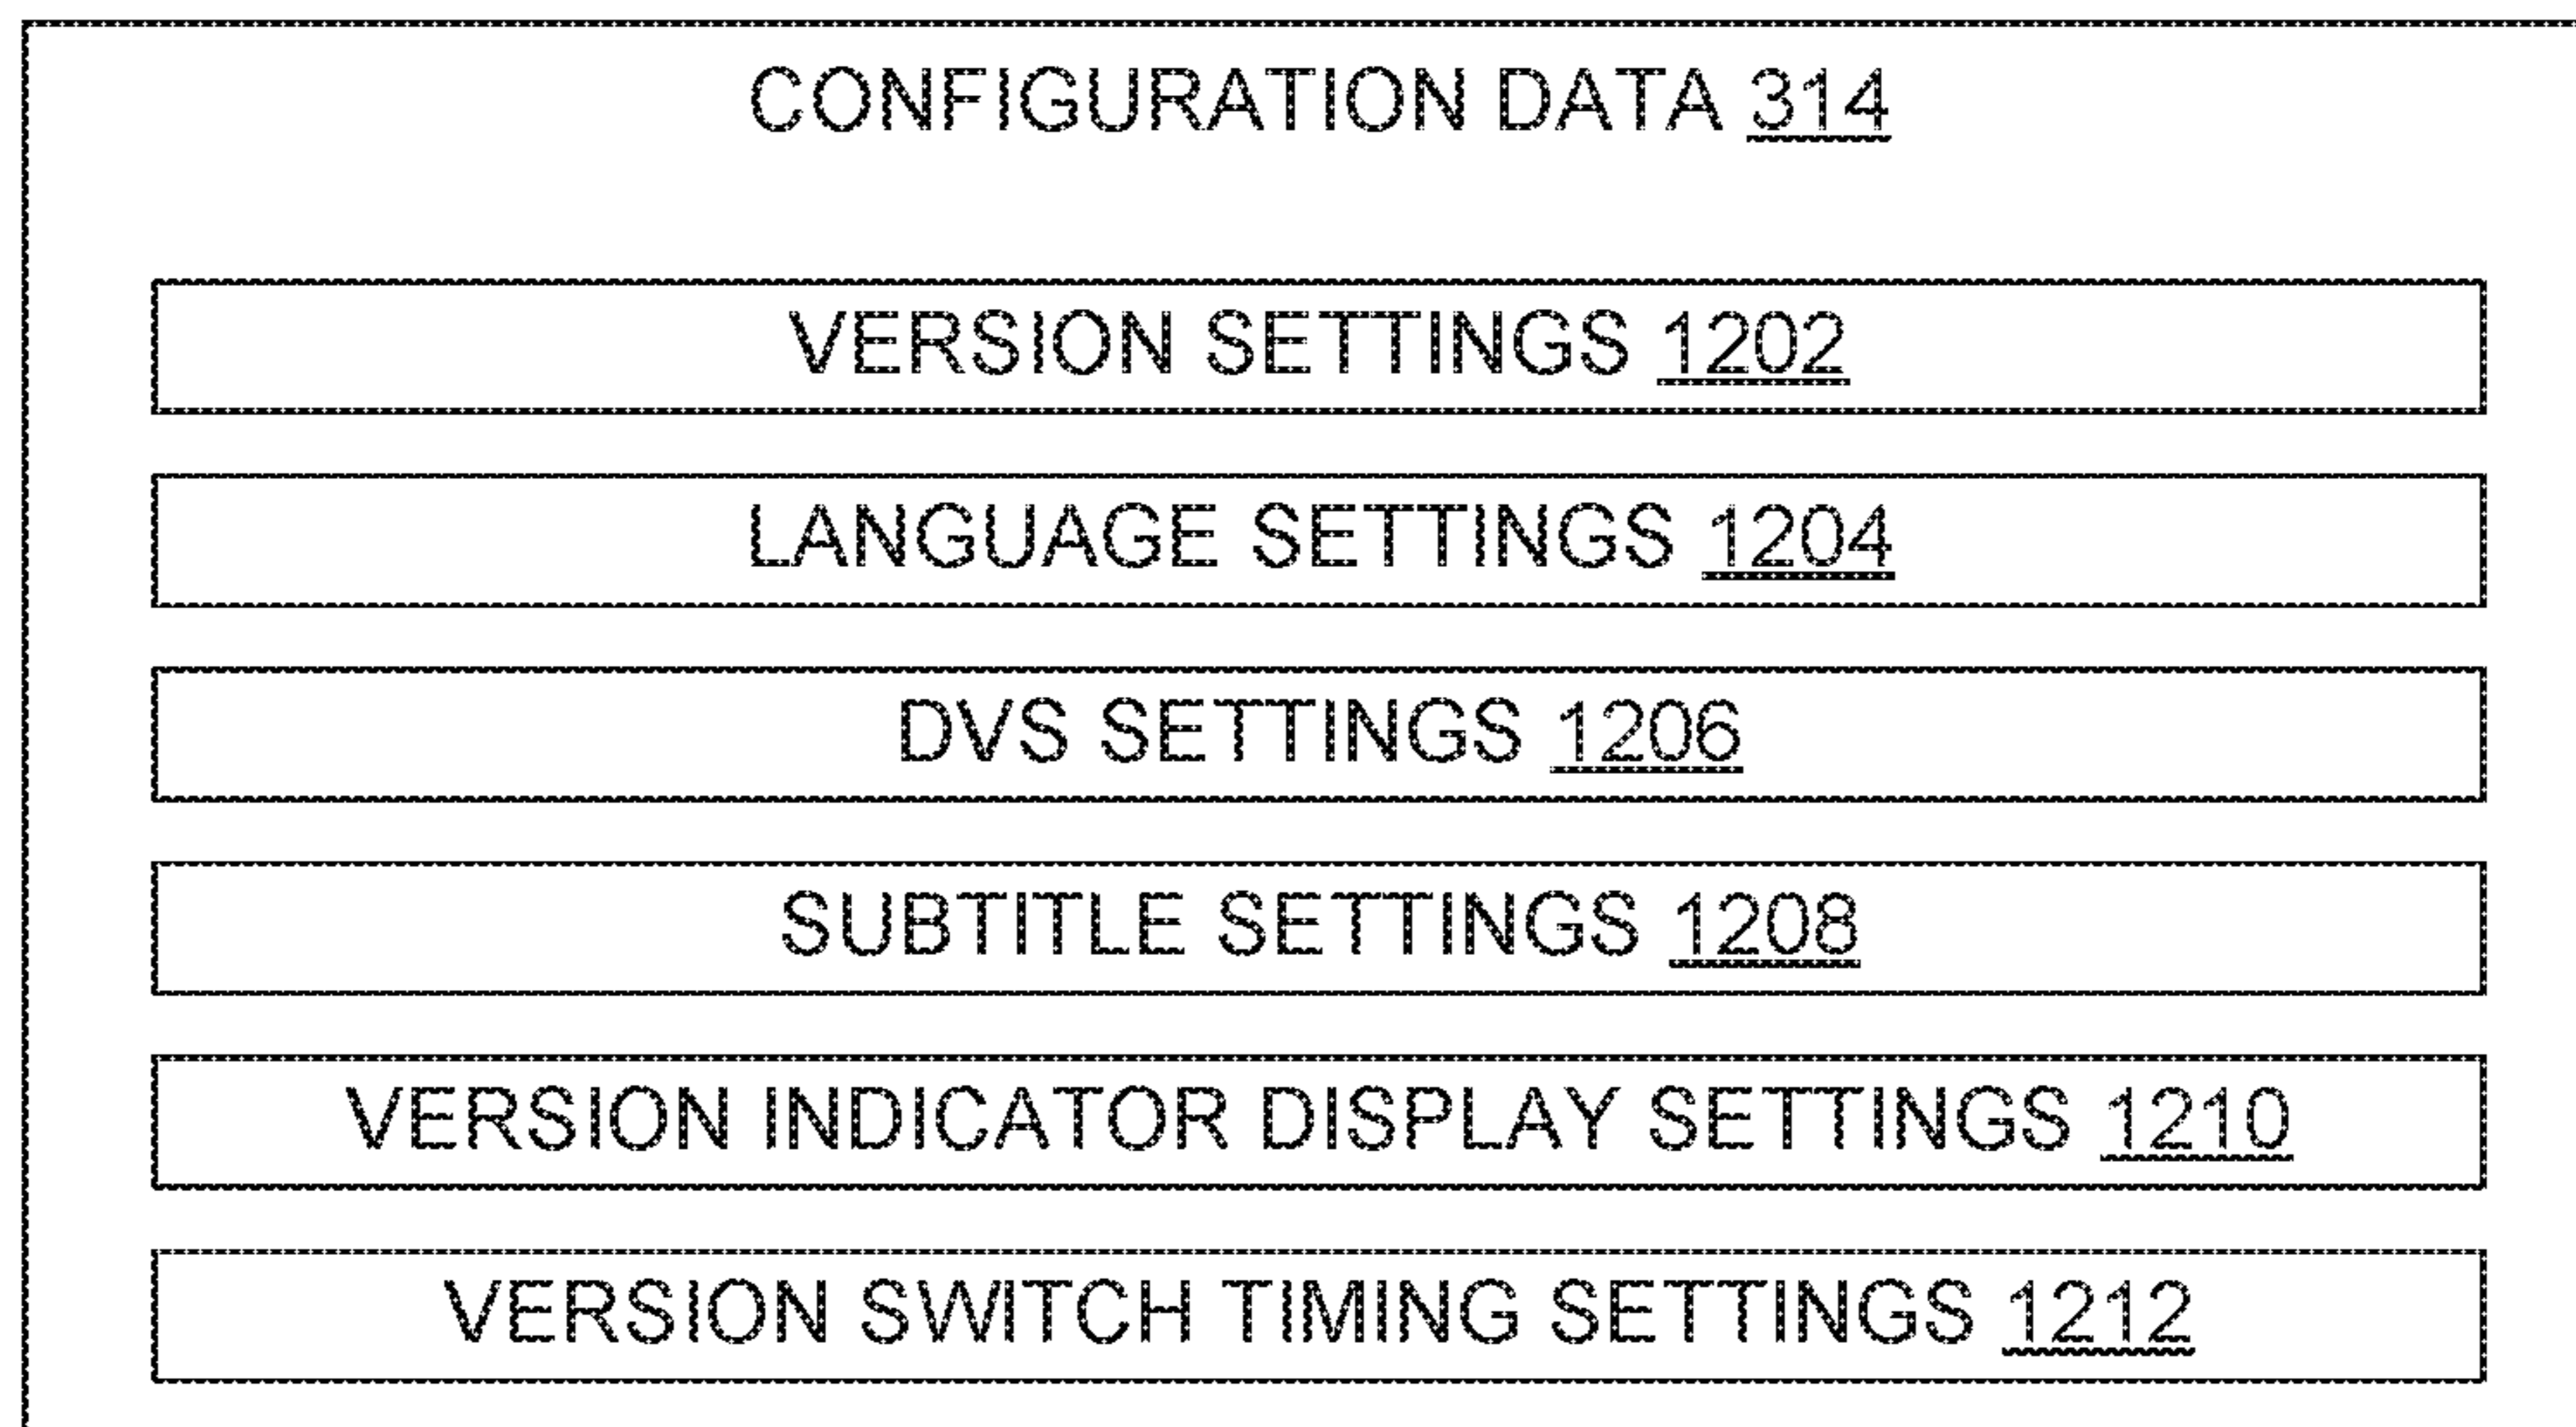 CONFIGURATION DATA 314
VERSION SETTINGS 1202
LANGUAGE SETTINGS 1204
DVS SETTINGS 1206
SUBTITLE SETTINGS 1208
VERSION INDICATOR DISPLAY SETTINGS 1210
VERSION SWITCH TIMING SETTINGS 1212